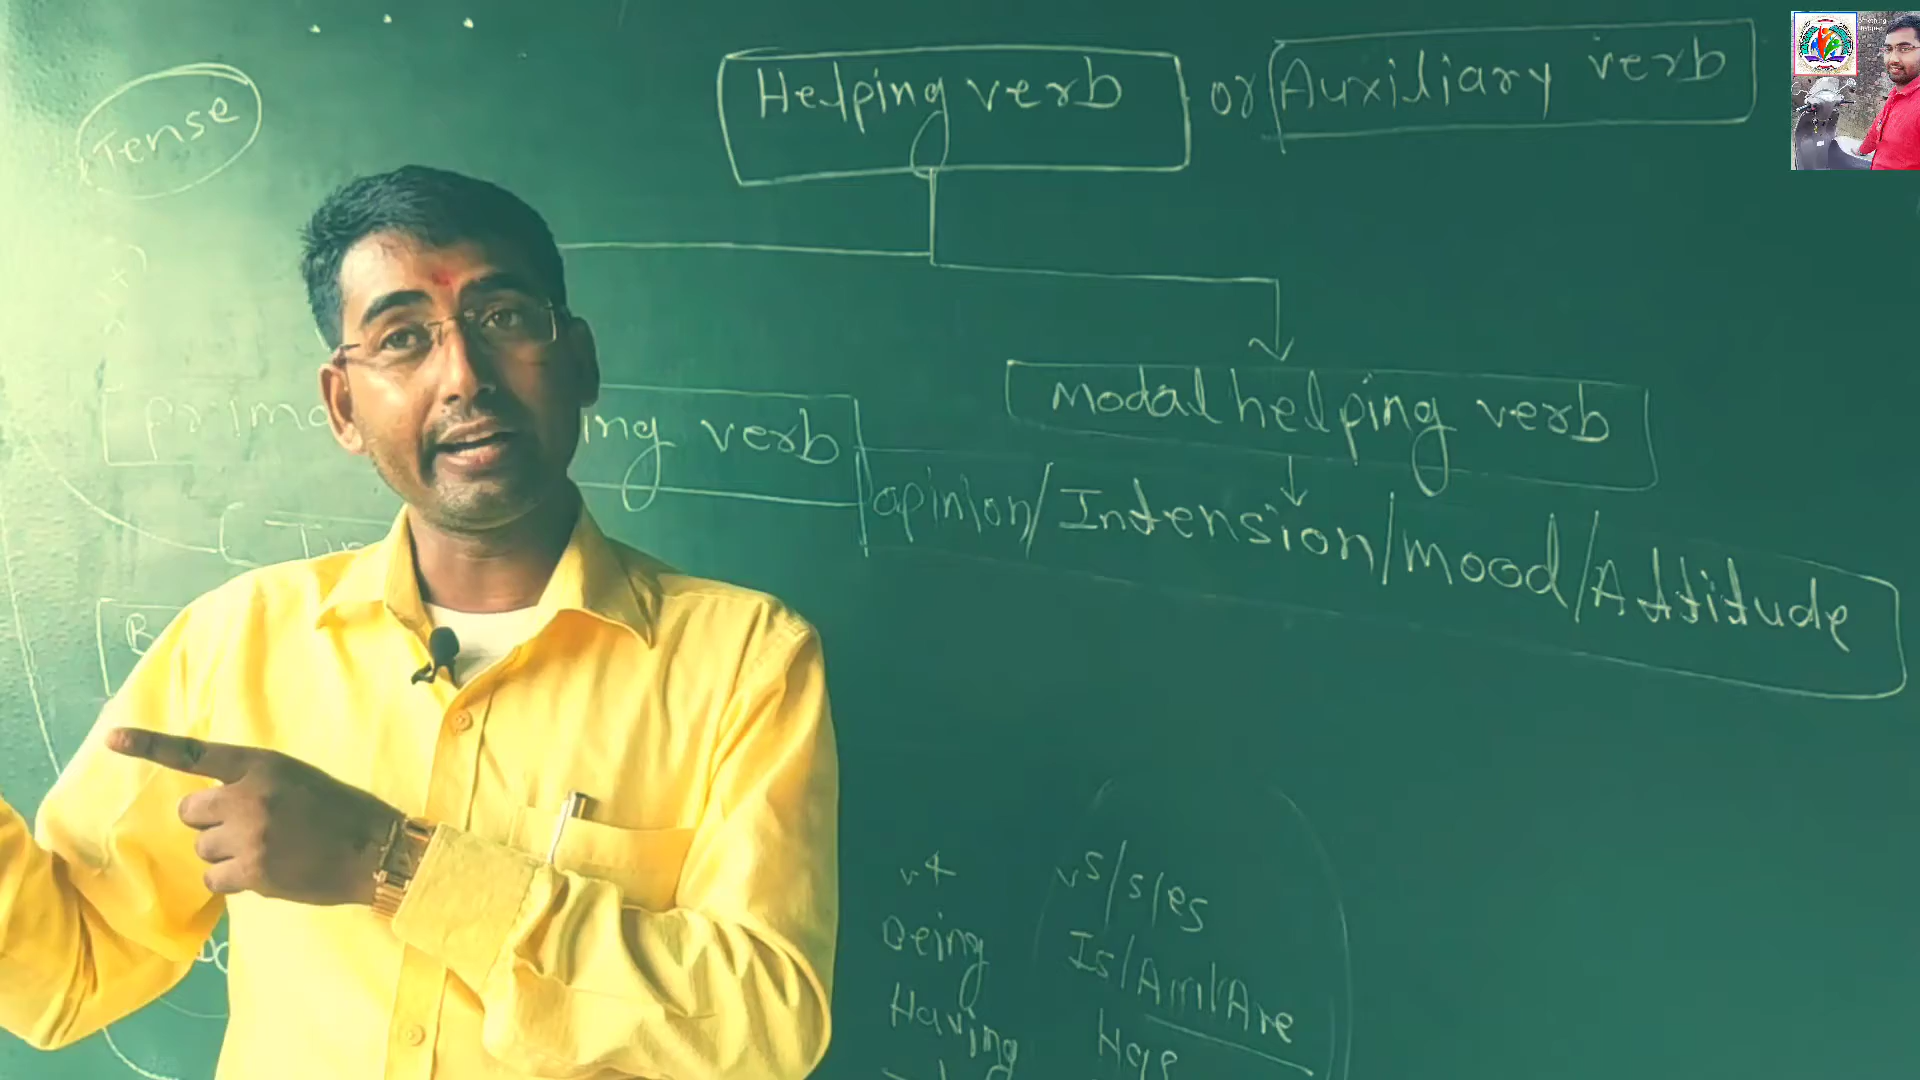 Tense
Helping verb or Auxiliary verb
ing verb
Modal helping verb
opinion/Intension/Mood/Attitude
v4 v5/s/es
Being Is/Am/Are
Having